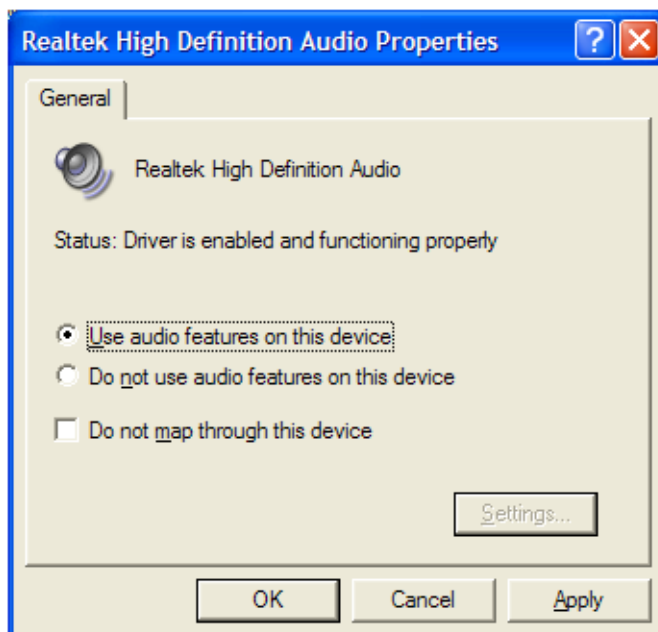 Realtek High Definition Audio Properties
General
Realtek High Definition Audio
Status: Driver is enabled and functioning properly
Use audio features on this device
Do not use audio features on this device
Do not map through this device
Settings...
OK Cancel Apply